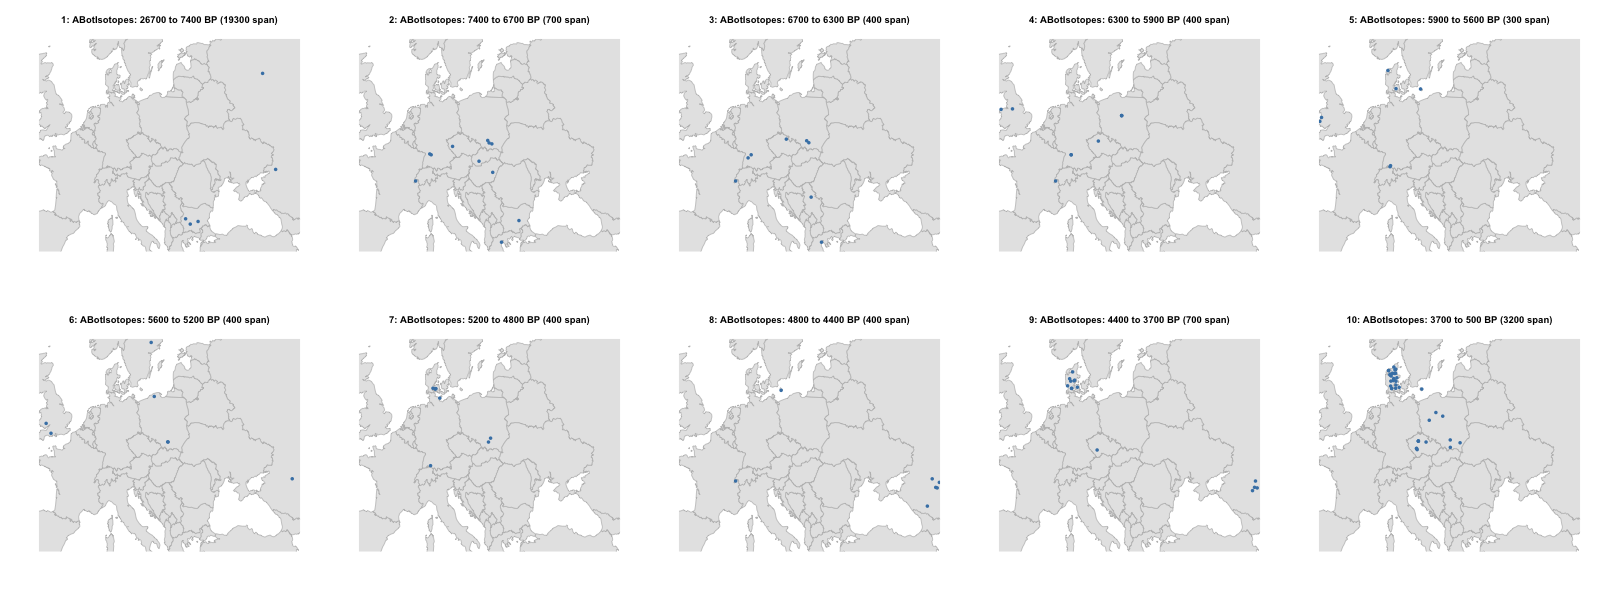 1: ABotIsotopes: 26700 to 7400 BP (19300 span)
2: ABotIsotopes: 7400 to 6700 BP (700 span)
3: ABotIsotopes: 6700 to 6300 BP (400 span)
4: ABotIsotopes: 6300 to 5900 BP (400 span)
5: ABotIsotopes: 5900 to 5600 BP (300 span)
6: ABotIsotopes: 5600 to 5200 BP (400 span)
7: ABotIsotopes: 5200 to 4800 BP (400 span)
8: ABotIsotopes: 4800 to 4400 BP (400 span)
9: ABotIsotopes: 4400 to 3700 BP (700 span)
10: ABotIsotopes: 3700 to 500 BP (3200 span)